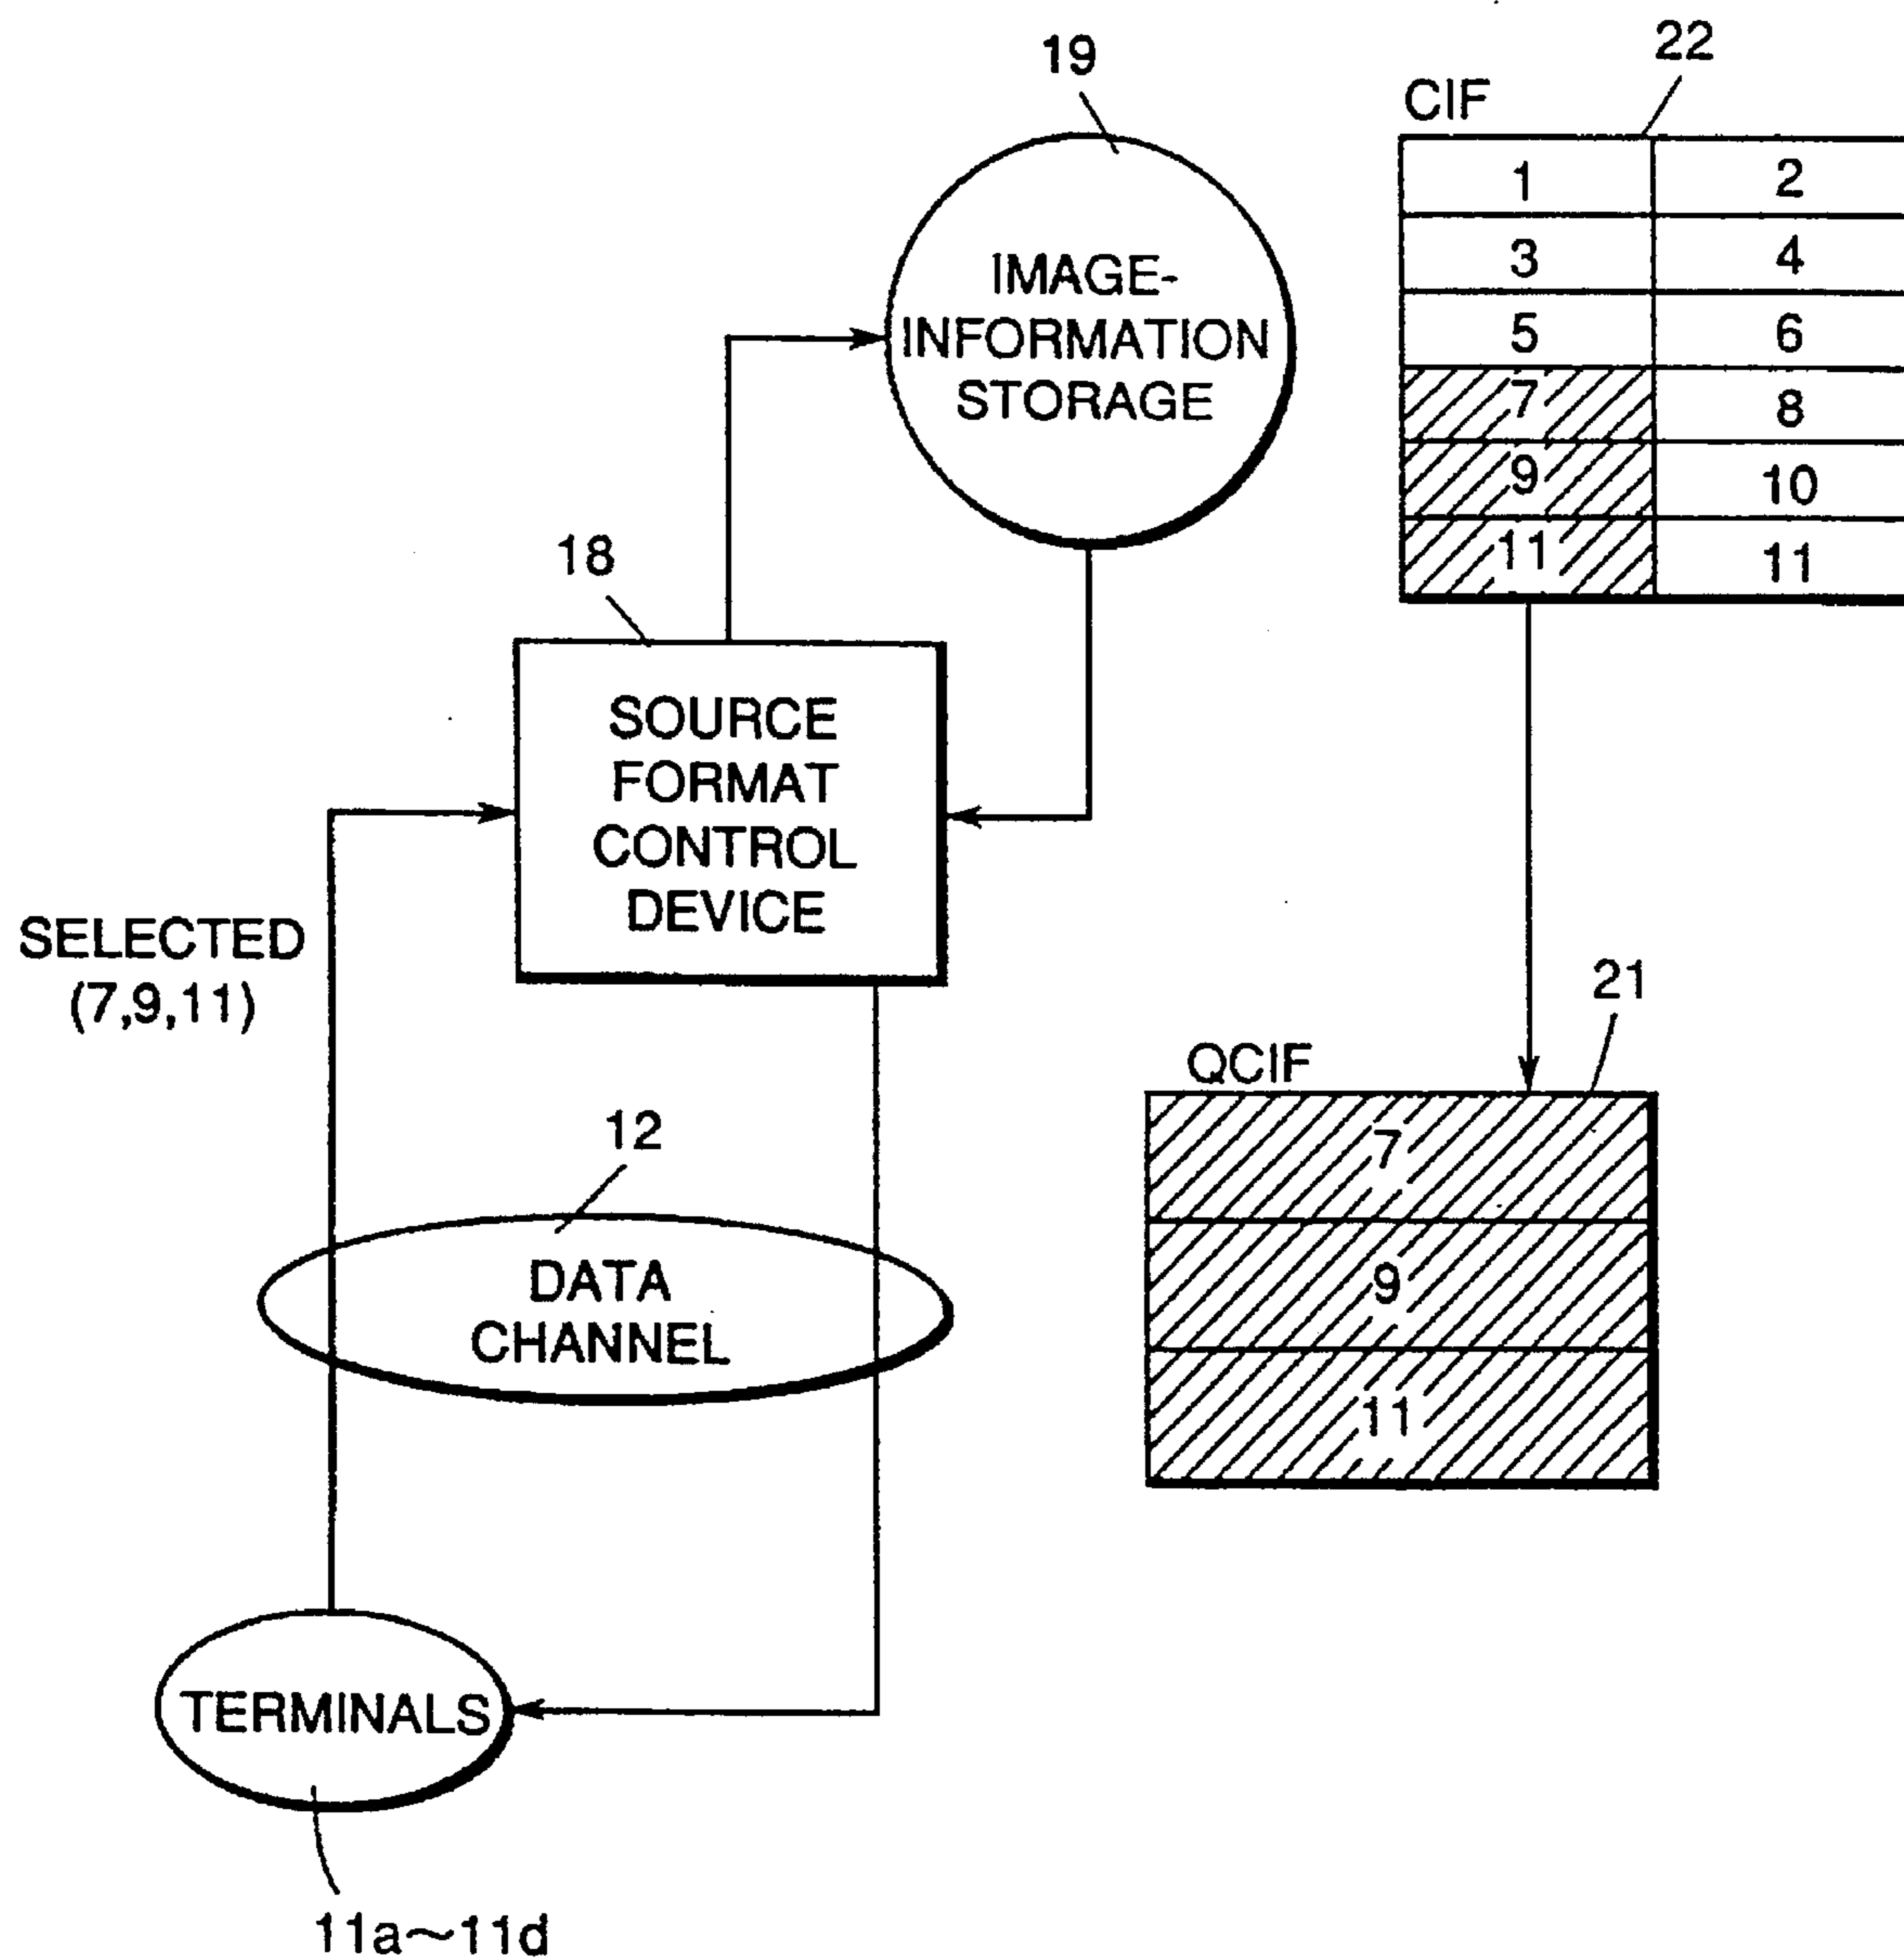 19
22
CIF
1 2
3 4
5 6
7 8
9 10
11 11
IMAGE-
INFORMATION
STORAGE
18
SOURCE
FORMAT
CONTROL
DEVICE
SELECTED
(7,9,11)
21
QCIF
7
9
11
12
DATA
CHANNEL
TERMINALS
11a~11d